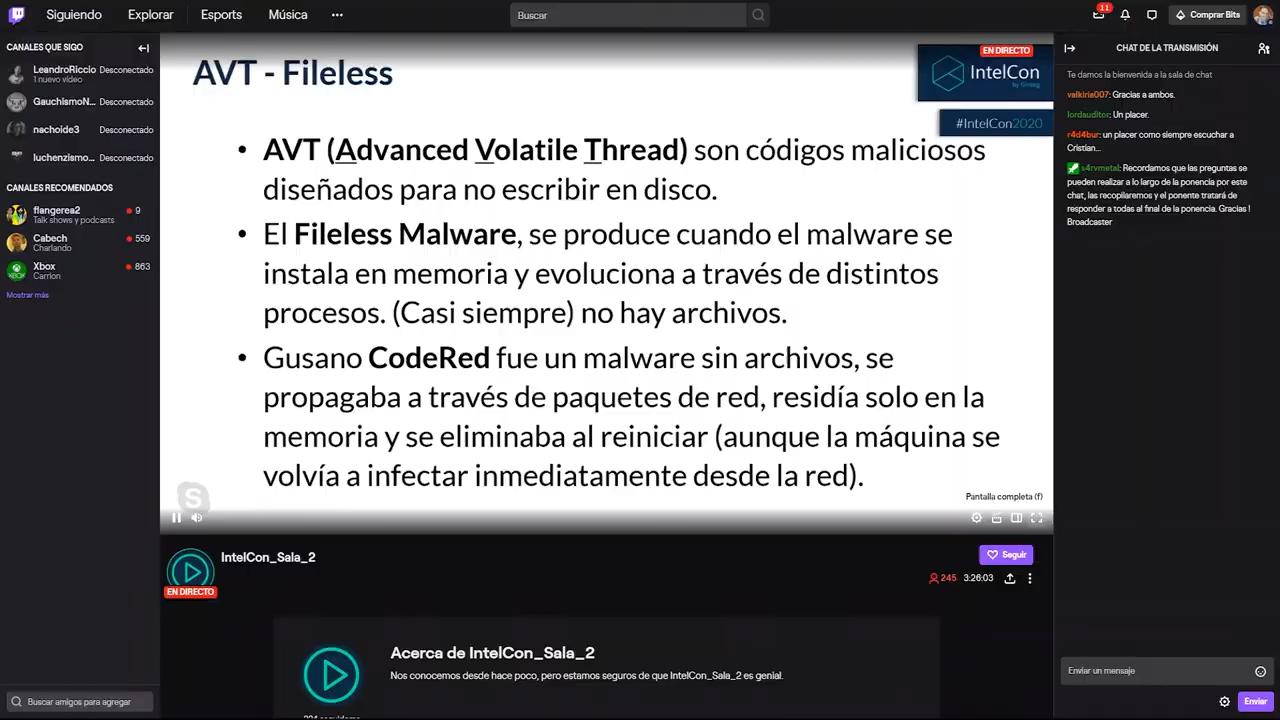 Siguiendo
Explorar
Esports
Música
Buscar
11
Comprar Bits
CANALES QUE SIGO
LeandroRiccio
Desconectado
1 nuevo vídeo
GauchismoN...
Desconectado
nachoide3
Desconectado
luchenzismo...
Desconectado
CANALES RECOMENDADOS
flangerea2
9
Talk shows y podcasts
Cabech
559
Charlando
Xbox
863
Carrion
Mostrar más
Buscar amigos para agregar
AVT - Fileless
EN DIRECTO
IntelCon
#IntelCon2020
• AVT (Advanced Volatile Thread) son códigos maliciosos
diseñados para no escribir en disco.
• El Fileless Malware, se produce cuando el malware se
instala en memoria y evoluciona a través de distintos
procesos. (Casi siempre) no hay archivos.
• Gusano CodeRed fue un malware sin archivos, se
propagaba a través de paquetes de red, residía solo en la
memoria y se eliminaba al reiniciar (aunque la máquina se
volvía a infectar inmediatamente desde la red).
Pantalla completa (f)
IntelCon_Sala_2
EN DIRECTO
Seguir
245
3:26:03
Acerca de IntelCon_Sala_2
Nos conocemos desde hace poco, pero estamos seguros de que IntelCon_Sala_2 es genial.
CHAT DE LA TRANSMISIÓN
Te damos la bienvenida a la sala de chat
valkiria007: Gracias a ambos.
lordauditor: Un placer.
r4d4bur: un placer como siempre escuchar a
Cristian...
s4rvmetal: Recordamos que las preguntas se
pueden realizar a lo largo de la ponencia por este
chat, las recopilaremos y el ponente tratará de
responder a todas al final de la ponencia. Gracias !
Broadcaster
Enviar un mensaje
Enviar